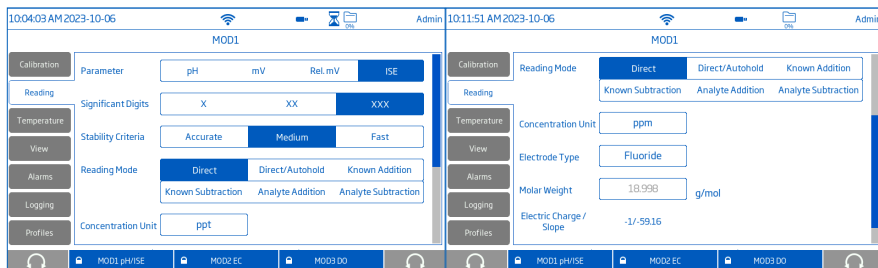 10:04:03 AM 2023-10-06
0%
Admin
MOD1
Calibration
Reading
Temperature
View
Alarms
Logging
Profiles
Parameter
pH mV Rel. mV ISE
Significant Digits
X XX XXX
Stability Criteria
Accurate Medium Fast
Reading Mode
Direct Direct/Autohold Known Addition
Known Subtraction Analyte Addition Analyte Subtraction
Concentration Unit
ppt
MOD1 pH/ISE MOD2 EC MOD3 DO
10:11:51 AM 2023-10-06
0%
Admin
MOD1
Calibration
Reading
Temperature
View
Alarms
Logging
Profiles
Reading Mode
Direct Direct/Autohold Known Addition
Known Subtraction Analyte Addition Analyte Subtraction
Concentration Unit
ppm
Electrode Type
Fluoride
Molar Weight
18.998 g/mol
Electric Charge /
Slope
-1/-59.16
MOD1 pH/ISE MOD2 EC MOD3 DO